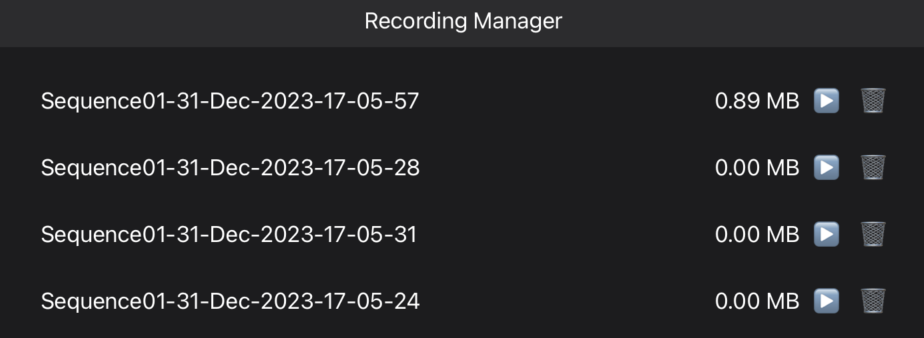 Recording Manager
Sequence01-31-Dec-2023-17-05-57 0.89 MB
Sequence01-31-Dec-2023-17-05-28 0.00 MB
Sequence01-31-Dec-2023-17-05-31 0.00 MB
Sequence01-31-Dec-2023-17-05-24 0.00 MB